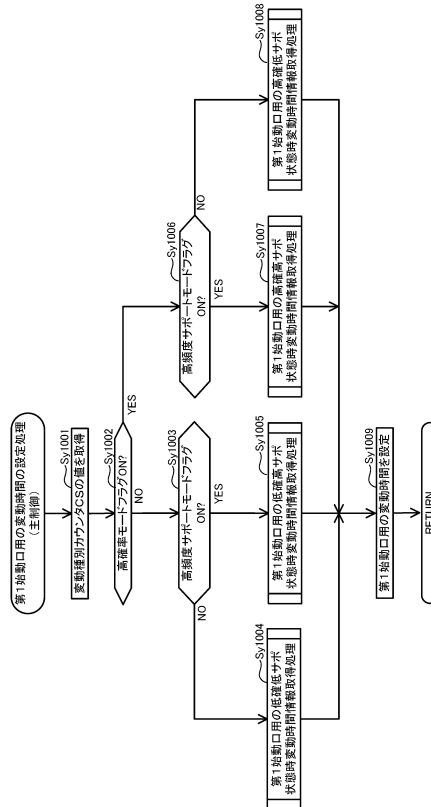 第1始動口用の変動時間の設定処理
(主制御)
Sy1001
変動種別カウンタCSの値を取得
Sy1002
高確率モードフラグON?
YES
NO
Sy1003
高頻度サポートモードフラグ
ON?
NO
YES
Sy1006
高頻度サポートモードフラグ
ON?
NO
YES
Sy1004
第1始動口用の低確低サポ
状態時変動時間情報取得処理
Sy1005
第1始動口用の低確高サポ
状態時変動時間情報取得処理
Sy1007
第1始動口用の高確高サポ
状態時変動時間情報取得処理
Sy1008
第1始動口用の高確低サポ
状態時変動時間情報取得処理
Sy1009
第1始動口用の変動時間を設定
RETURN